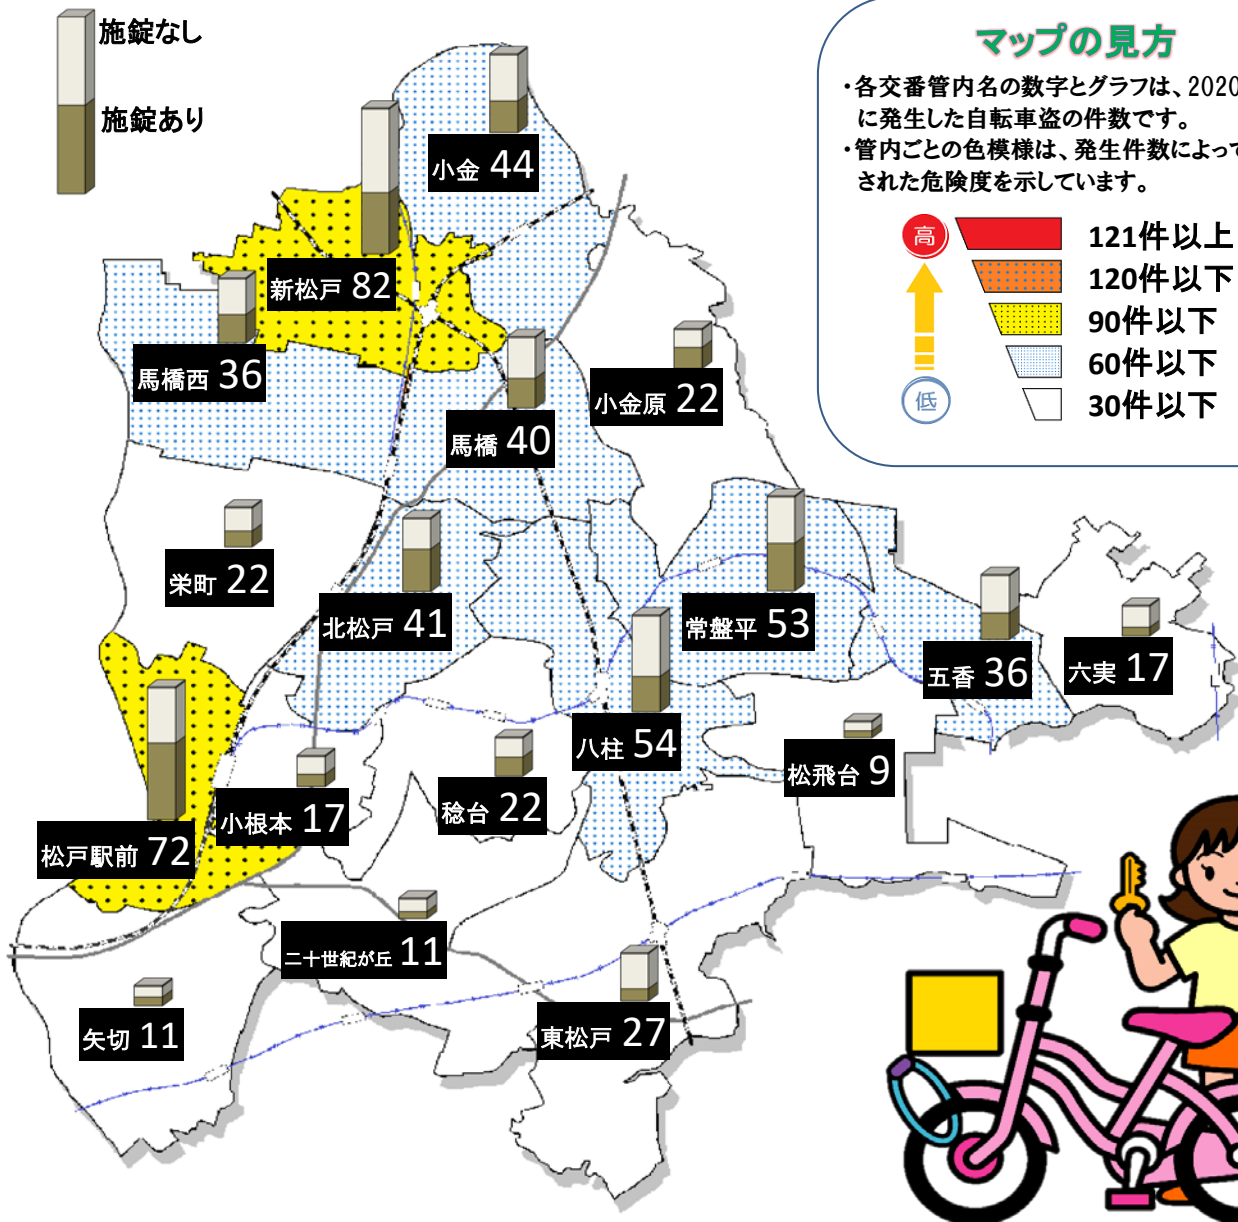 施錠なし
施錠あり
マップの見方
・各交番管内名の数字とグラフは、2020
に発生した自転車盗の件数です。
・管内ごとの色模様は、発生件数によって
された危険度を示しています。
高
121件以上
120件以下
90件以下
60件以下
低
30件以下
小金 44
新松戸 82
馬橋西 36
小金原 22
馬橋 40
栄町 22
北松戸 41
常盤平 53
五香 36
六実 17
八柱 54
松飛台 9
稔台 22
小根本 17
松戸駅前 72
二十世紀が丘 11
矢切 11
東松戸 27